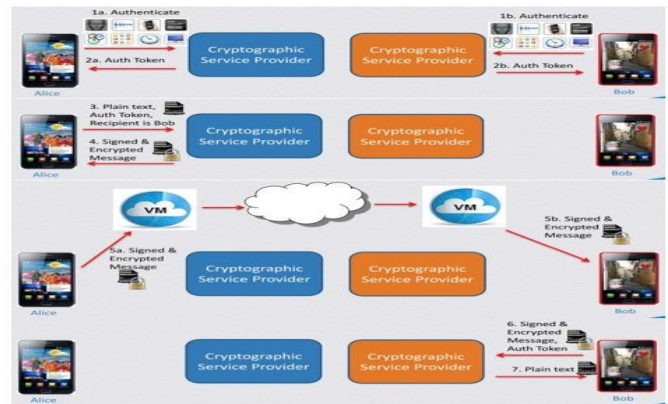 1a. Authenticate
2a. Auth Token
Alice
Cryptographic
Service Provider
Cryptographic
Service Provider
1b. Authenticate
2b. Auth Token
Bob
3. Plain text,
Auth Token,
Recipient is Bob
4. Signed &
Encrypted
Message
Alice
Cryptographic
Service Provider
Cryptographic
Service Provider
Bob
VM
VM
5a. Signed &
Encrypted
Message
Alice
Cryptographic
Service Provider
Cryptographic
Service Provider
5b. Signed &
Encrypted
Message
Bob
Alice
Cryptographic
Service Provider
Cryptographic
Service Provider
6. Signed &
Encrypted
Message,
Auth Token
7. Plain text
Bob